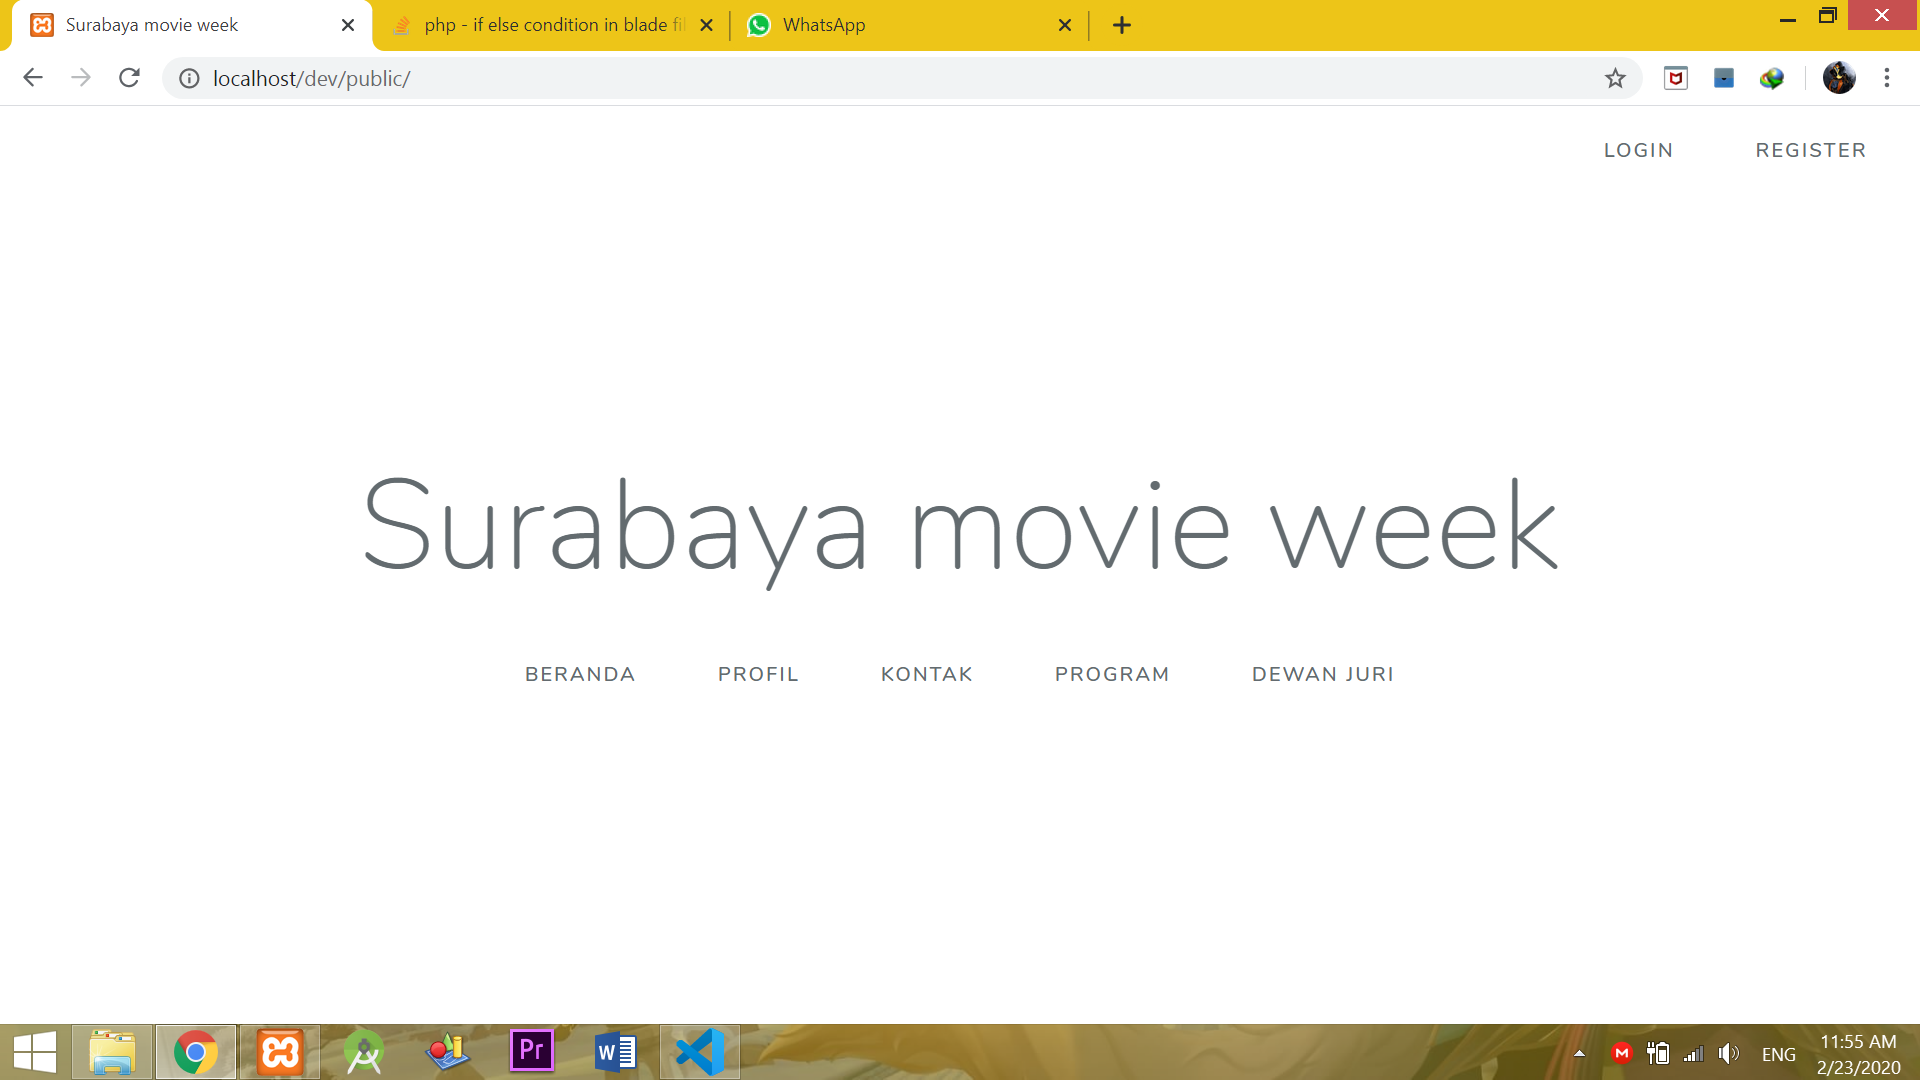 Surabaya movie week
php - if else condition in blade fi
WhatsApp
localhost/dev/public/
LOGIN REGISTER
Surabaya movie week
BERANDA PROFIL KONTAK PROGRAM DEWAN JURI
Pr
W
M
ENG
11:55 AM
2/23/2020